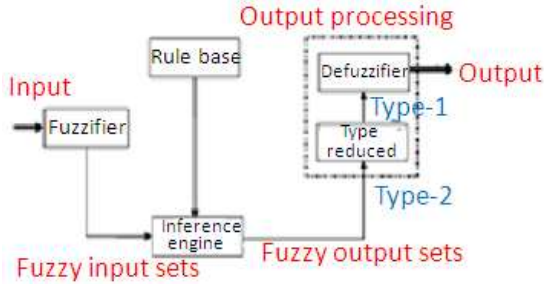 Output processing
Rule base
Defuzzifier
Output
Input
Type-1
Fuzzifier
Type
reduced
Type-2
Inference
engine
Fuzzy output sets
Fuzzy input sets